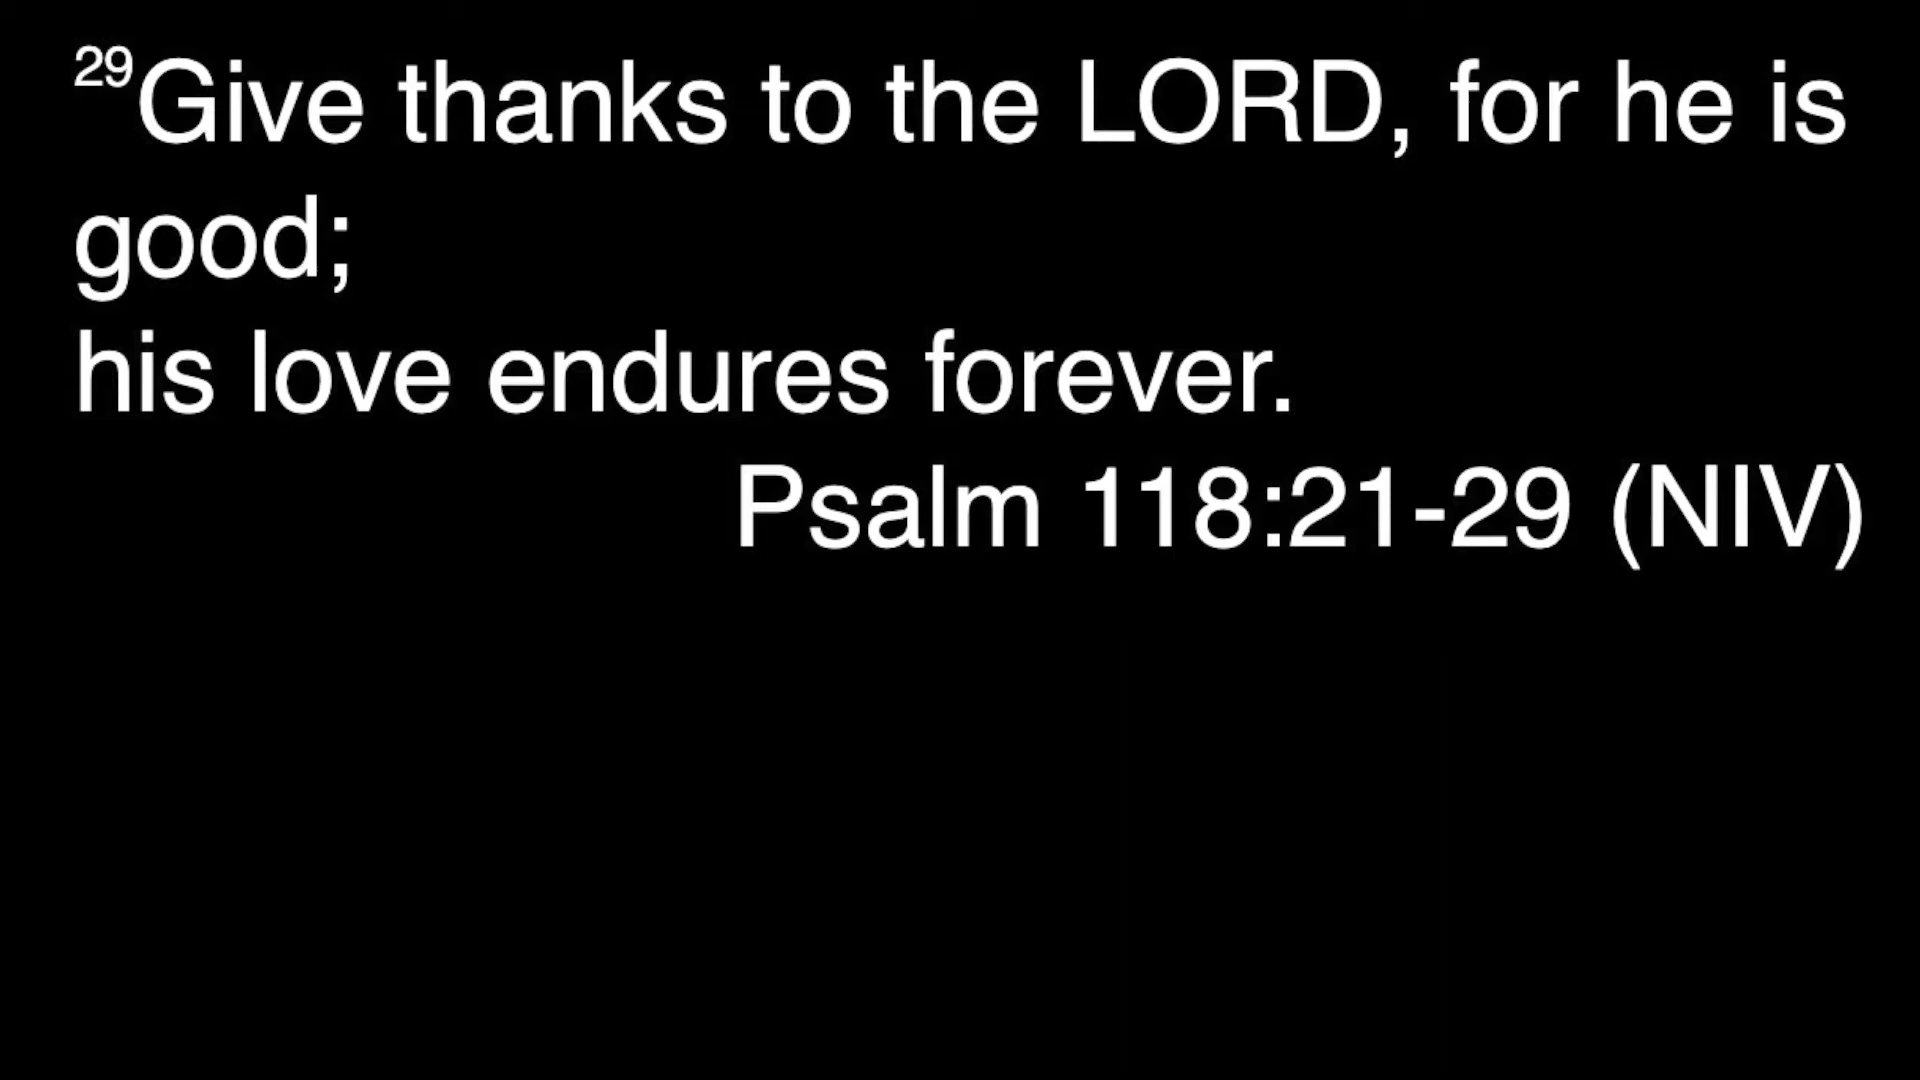 29Give thanks to the LORD, for he is
good;
his love endures forever.
Psalm 118:21-29 (NIV)